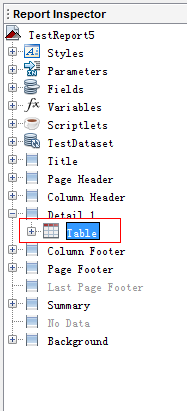 Report Inspector
TestReport5
Styles
Parameters
Fields
fx Variables
Scriptlets
TestDataset
Title
Page Header
Column Header
Detail 1
Table
Column Footer
Page Footer
Last Page Footer
Summary
No Data
Background